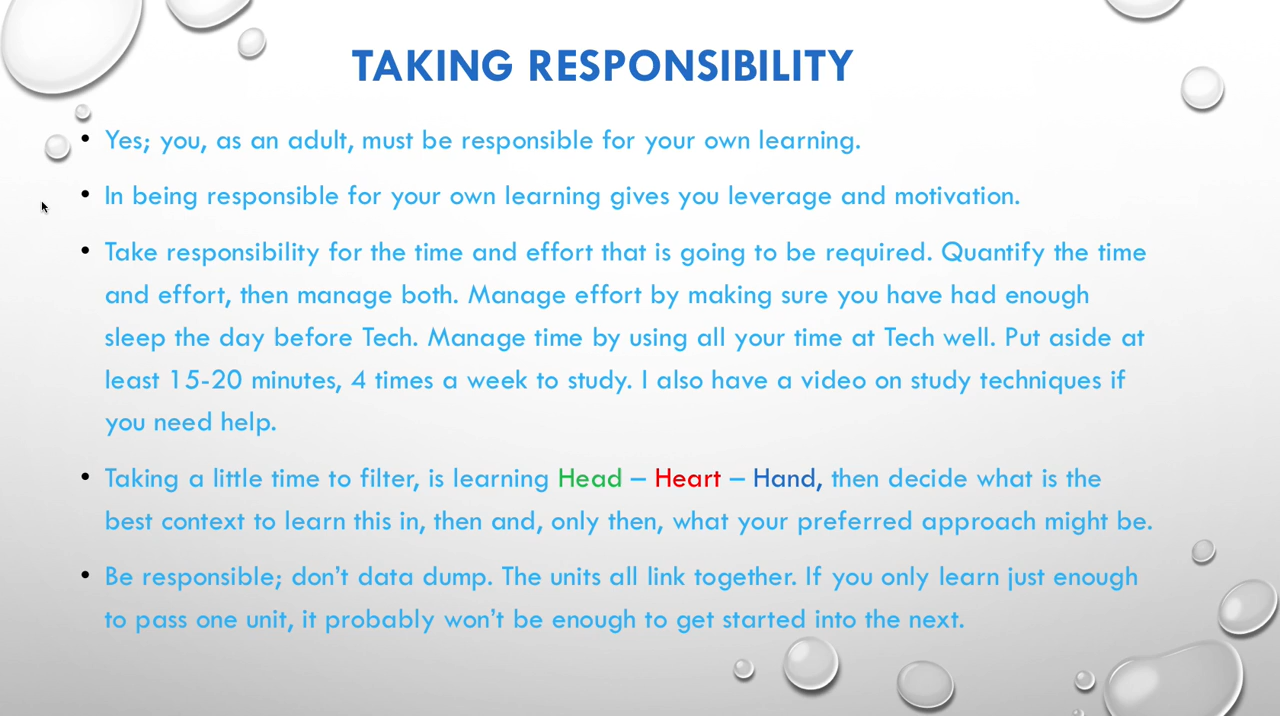 TAKING RESPONSIBILITY
• Yes; you, as an adult, must be responsible for your own learning.
• In being responsible for your own learning gives you leverage and motivation.
• Take responsibility for the time and effort that is going to be required. Quantify the time
and effort, then manage both. Manage effort by making sure you have had enough
sleep the day before Tech. Manage time by using all your time at Tech well. Put aside at
least 15-20 minutes, 4 times a week to study. I also have a video on study techniques if
you need help.
• Taking a little time to filter, is learning Head – Heart – Hand, then decide what is the
best context to learn this in, then and, only then, what your preferred approach might be.
• Be responsible; don’t data dump. The units all link together. If you only learn just enough
to pass one unit, it probably won’t be enough to get started into the next.